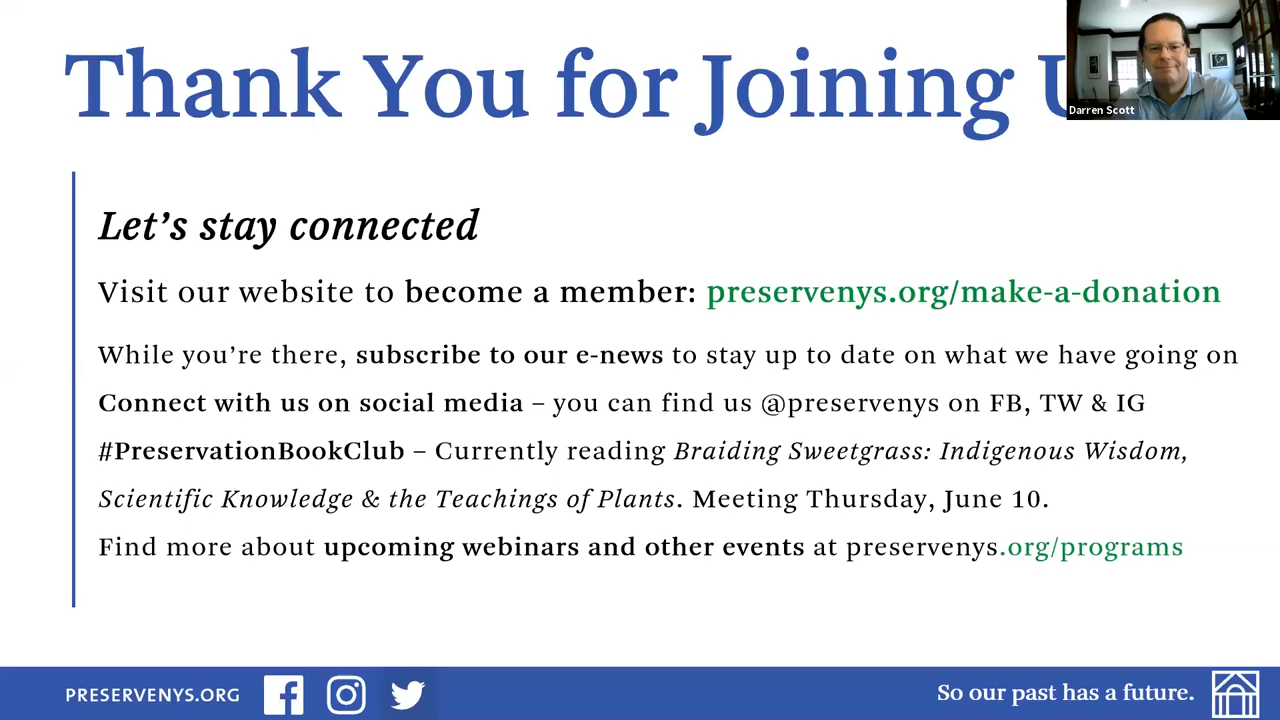 Thank You for Joining U
Darren Scott
Let's stay connected
Visit our website to become a member: preservenys.org/make-a-donation
While you're there, subscribe to our e-news to stay up to date on what we have going on
Connect with us on social media – you can find us @preservenys on FB, TW & IG
#PreservationBookClub – Currently reading Braiding Sweetgrass: Indigenous Wisdom,
Scientific Knowledge & the Teachings of Plants. Meeting Thursday, June 10.
Find more about upcoming webinars and other events at preservenys.org/programs
PRESERVENYS.ORG
So our past has a future.